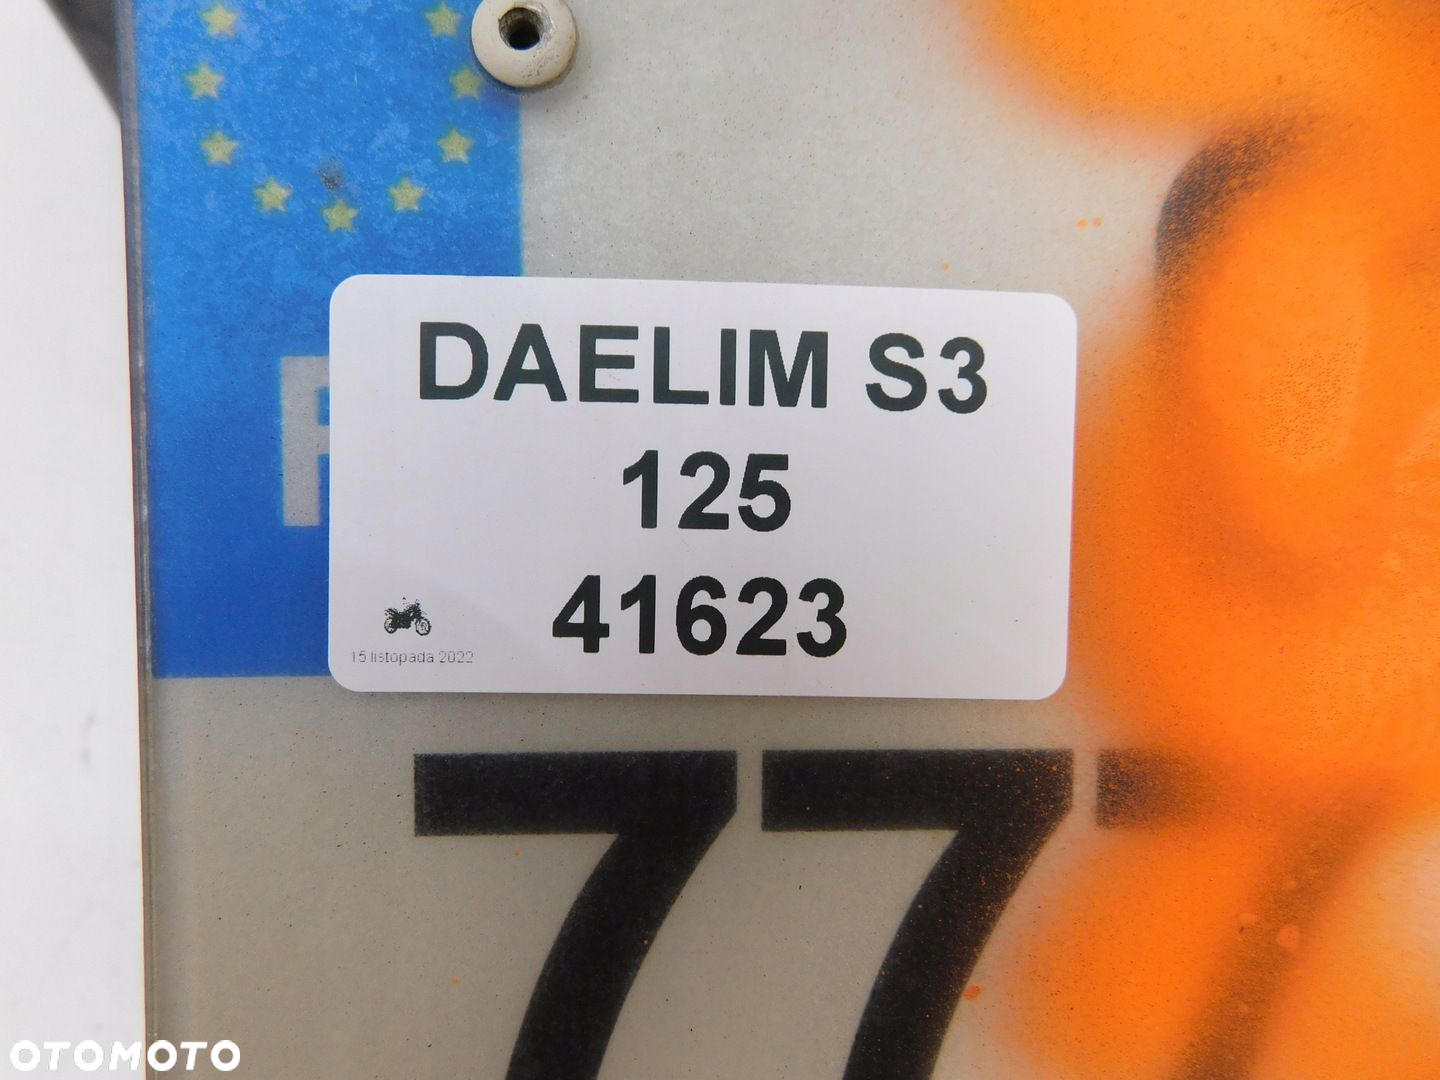 DAELIM S3
125
41623
15 listopada 2022
77
OTOMOTO